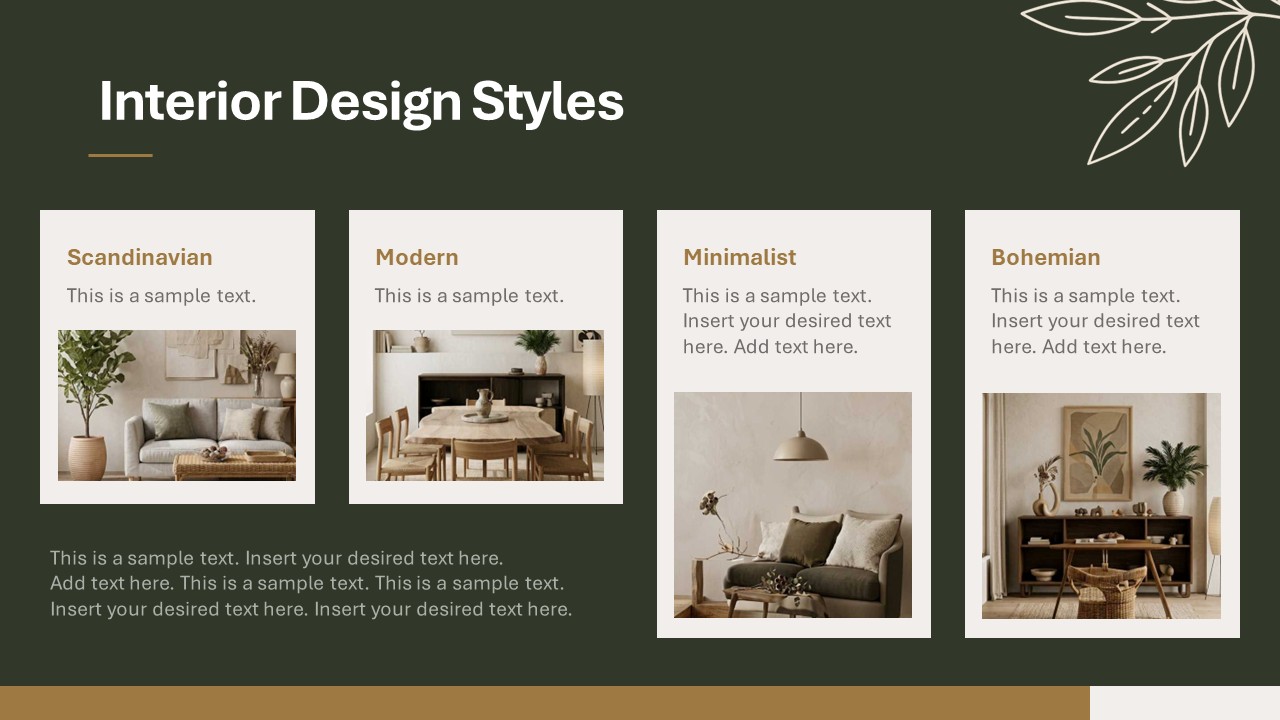 Interior Design Styles
Scandinavian
This is a sample text.
Modern
This is a sample text.
Minimalist
This is a sample text.
Insert your desired text
here. Add text here.
Bohemian
This is a sample text.
Insert your desired text
here. Add text here.
This is a sample text. Insert your desired text here.
Add text here. This is a sample text. This is a sample text.
Insert your desired text here. Insert your desired text here.